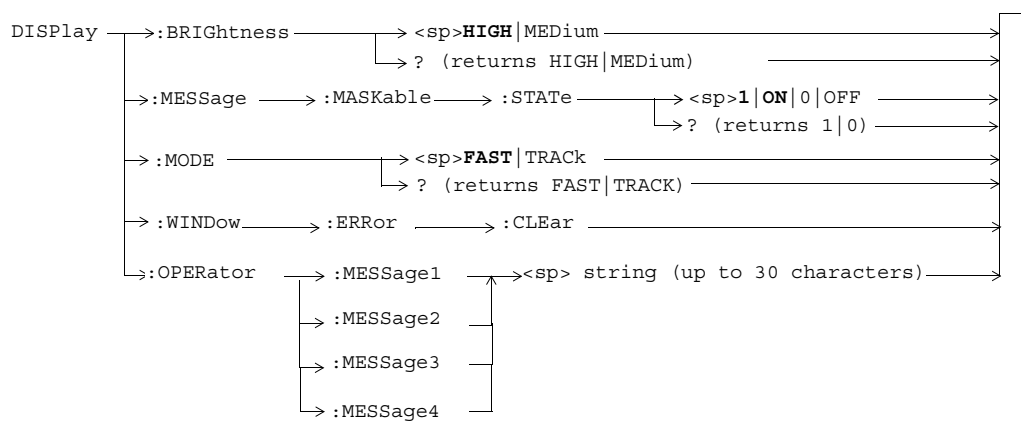 DISPlay :BRIGhtness <sp>HIGH|MEDium
? (returns HIGH|MEDium)
:MESSage :MASKable :STATe <sp>1|ON|0|OFF
? (returns 1|0)
:MODE <sp>FAST|TRACk
? (returns FAST|TRACK)
:WINDow :ERRor :CLEar
:OPERator :MESSage1 <sp> string (up to 30 characters)
:MESSage2
:MESSage3
:MESSage4